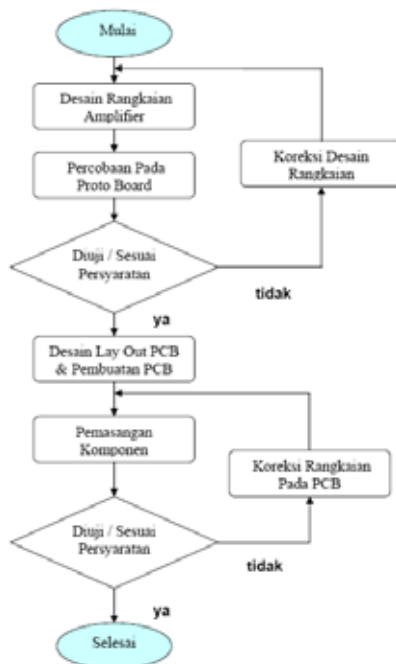 Mulai
Desain Rangkaian
Amplifier
Percobaan Pada
Proto Board
Koreksi Desain
Rangkaian
Diuji / Sesuai
Persyaratan
tidak
ya
Desain Lay Out PCB
& Pembuatan PCB
Pemasangan
Komponen
Koreksi Rangkaian
Pada PCB
Diuji / Sesuai
Persyaratan
tidak
ya
Selesai